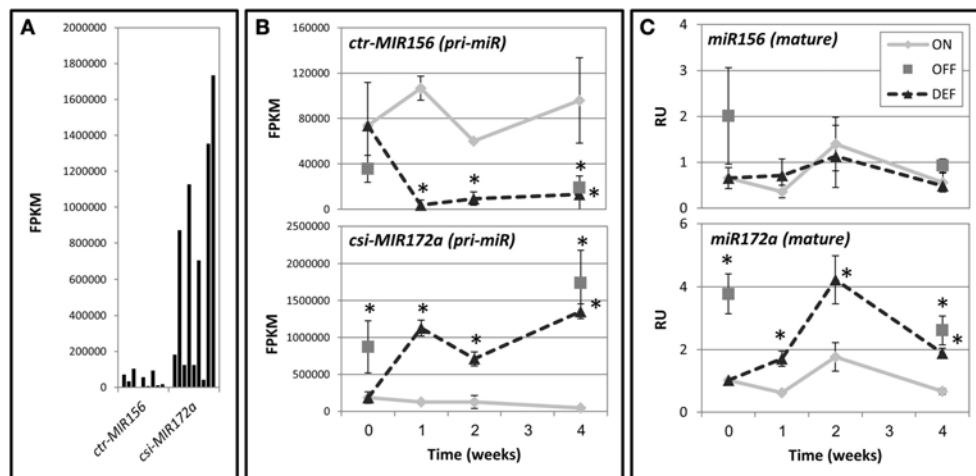 A
2000000
1800000
1600000
1400000
1200000
1000000
800000
600000
400000
200000
0
FPKM
ctr-MIR156
csi-MIR172a
B
ctr-MIR156 (pri-miR)
160000
120000
80000
40000
0
FPKM
* * * *
csi-MIR172a (pri-miR)
2500000
2000000
1500000
1000000
500000
0
FPKM
* * * * *
0 1 2 3 4
Time (weeks)
C
miR156 (mature)
4
3
2
1
0
RU
ON
OFF
DEF
miR172a (mature)
6
4
2
0
RU
* * * * *
0 1 2 3 4
Time (weeks)